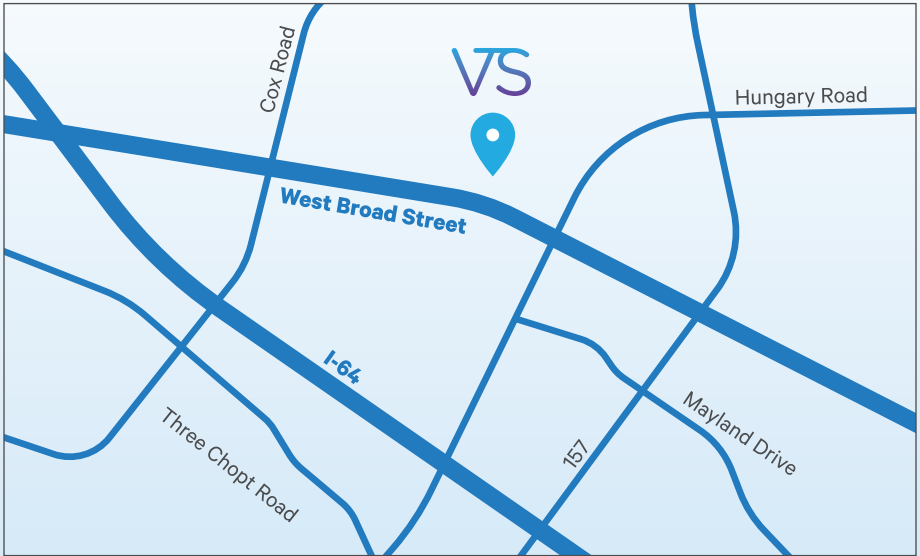 Cox Road
VS
Hungary Road
West Broad Street
I-64
Three Chopt Road
157
Mayland Drive